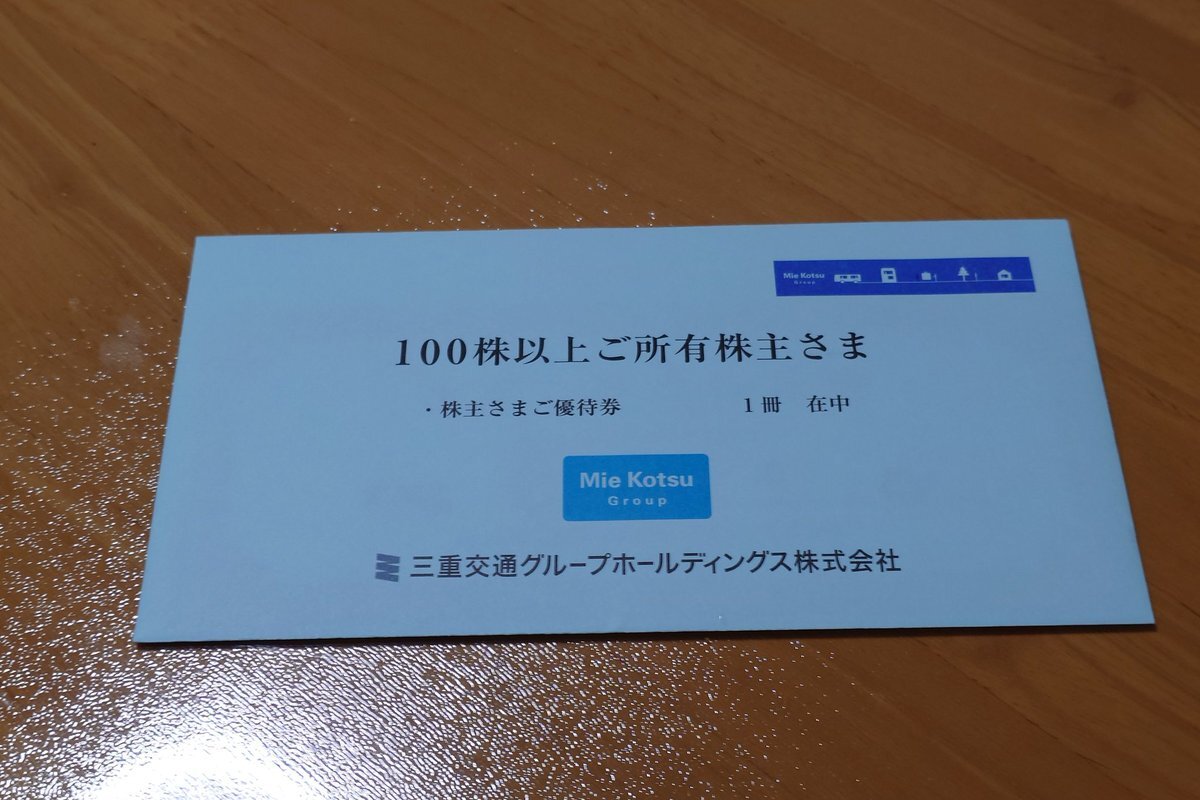 Mie Kotsu
Group
100株以上ご所有株主さま
・株主さまご優待券 1冊 在中
Mie Kotsu
Group
三重交通グループホールディングス株式会社